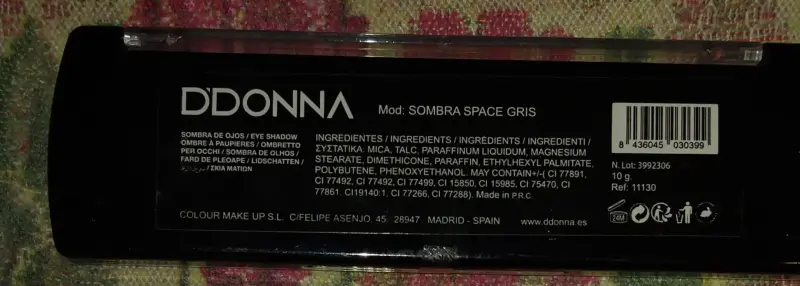 D'DONNA
Mod: SOMBRA SPACE GRIS
SOMBRA DE OJOS / EYE SHADOW
OMBRE À PAUPIERES / OMBRETTO
PER OCCHI / SOMBRA DE OLHOS /
FARD DE PLEOAPE / LIDSCHATTEN /
/ ΣΚΙΑ ΜΑΤΙΟΝ
INGREDIENTES / INGREDIENTS / INGRÉDIENTS / INGREDIENTI /
ΣΥΣΤΑΤΙΚΑ: MICA, TALC, PARAFFINUM LIQUIDUM, MAGNESIUM
STEARATE, DIMETHICONE, PARAFFIN, ETHYLHEXYL PALMITATE,
POLYBUTENE, PHENOXYETHANOL. MAY CONTAIN+/-( CI 77891,
CI 77492, CI 77492, CI 77499, CI 15850, CI 15985, CI 75470, CI
77861. CI19140:1, CI 77266, CI 77288). Made in P.R.C.
8 436045 030399
N. Lot: 3992306
10 g.
Ref: 11130
24M
COLOUR MAKE UP S.L. C/FELIPE ASENJO, 45 28947 MADRID - SPAIN
www.ddonna.es